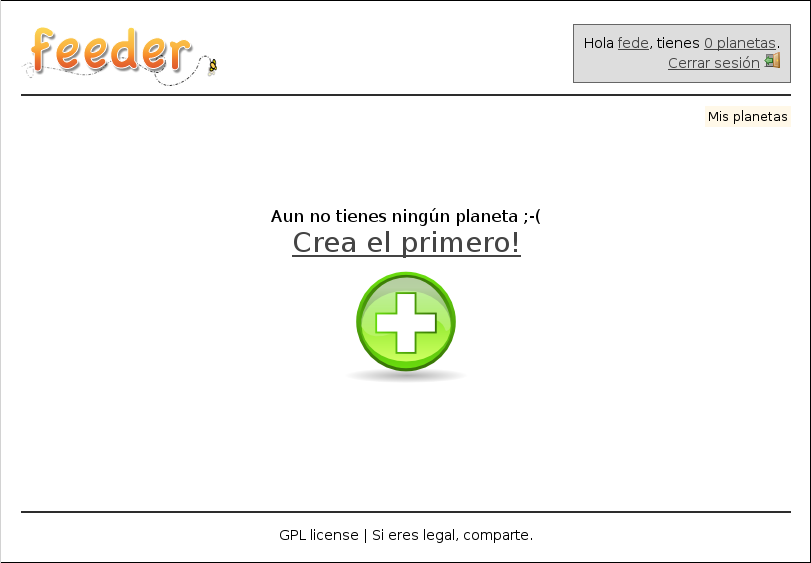 feeder
Hola fede, tienes 0 planetas.
Cerrar sesión
Mis planetas
Aun no tienes ningún planeta ;-(
Crea el primero!
GPL license | Si eres legal, comparte.